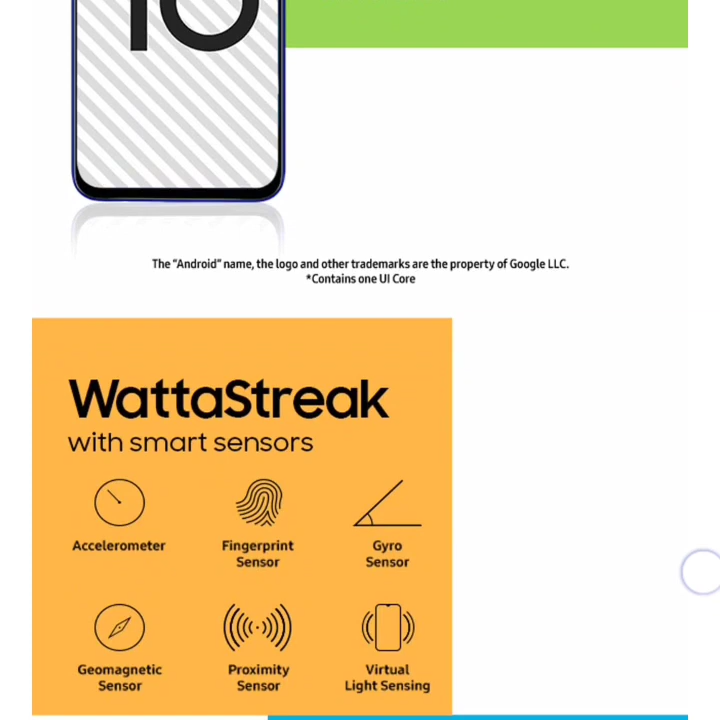 10
The “Android” name, the logo and other trademarks are the property of Google LLC.
*Contains one UI Core
WattaStreak
with smart sensors
Accelerometer
Fingerprint
Sensor
Gyro
Sensor
Geomagnetic
Sensor
Proximity
Sensor
Virtual
Light Sensing